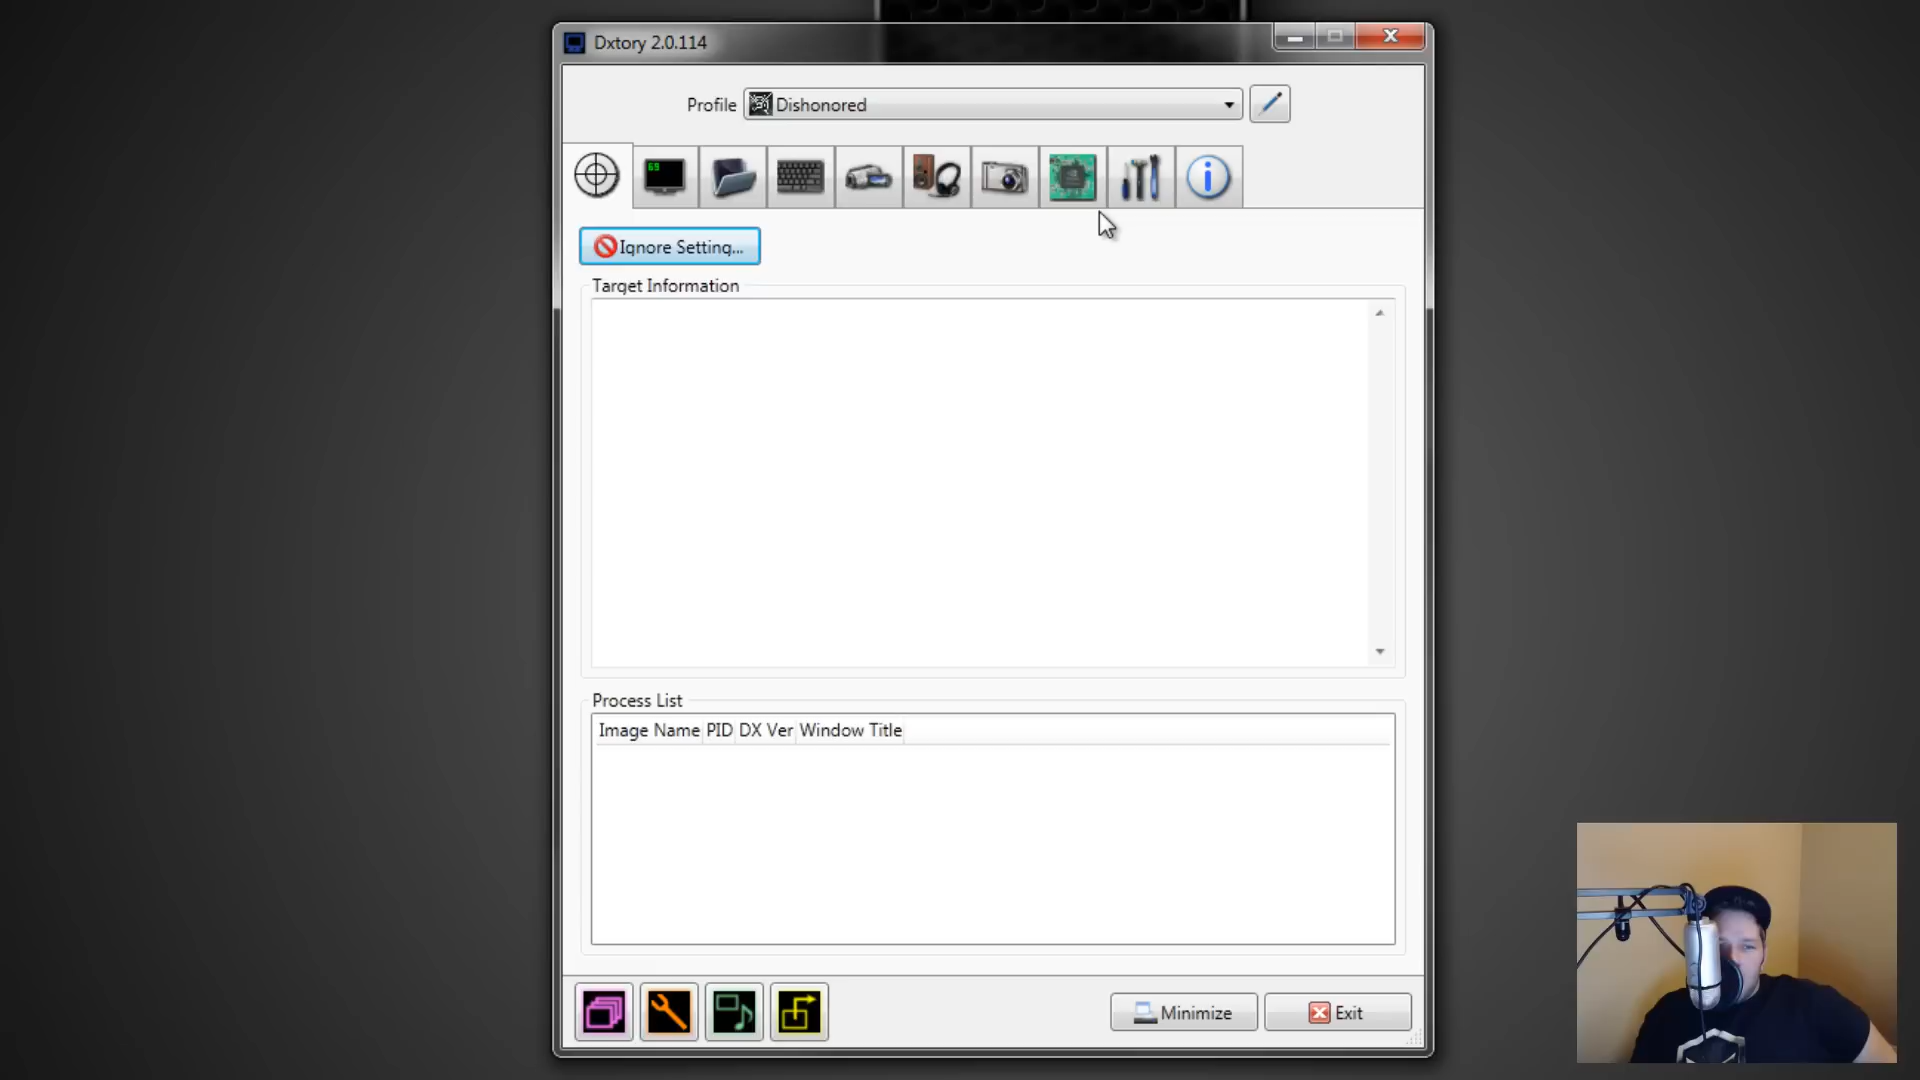 Dxtory 2.0.114
Profile
Dishonored
69
Ignore Setting...
Target Information
Process List
Image Name PID DX Ver Window Title
Minimize
Exit